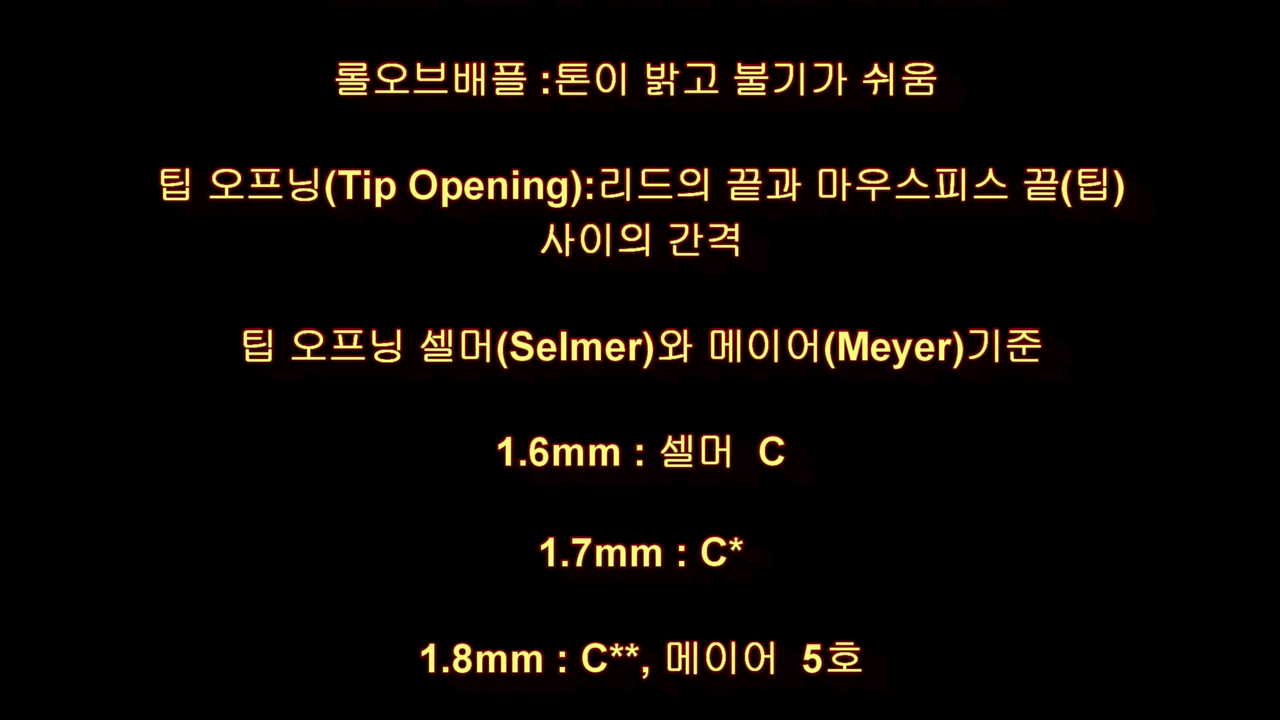 롤오브배플 :톤이 밝고 불기가 쉬움
팁 오프닝(Tip Opening):리드의 끝과 마우스피스 끝(팁)
사이의 간격
팁 오프닝 셀머(Selmer)와 메이어(Meyer)기준
1.6mm : 셀머 C
1.7mm : C*
1.8mm : C**, 메이어 5호